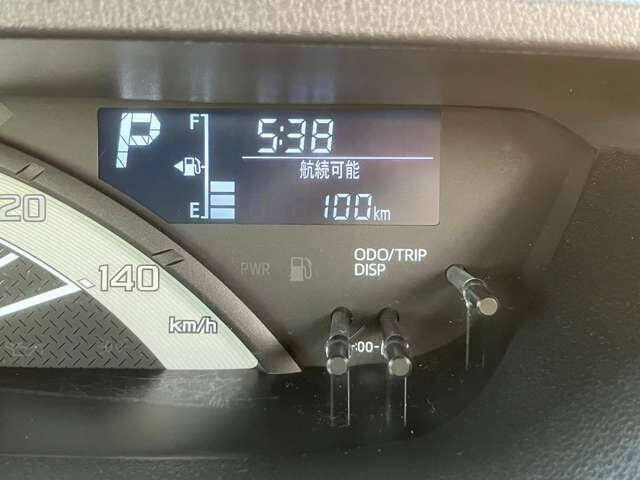 P
F
5:38
航続可能
E
100km
20
140
km/h
PWR
ODO/TRIP
DISP